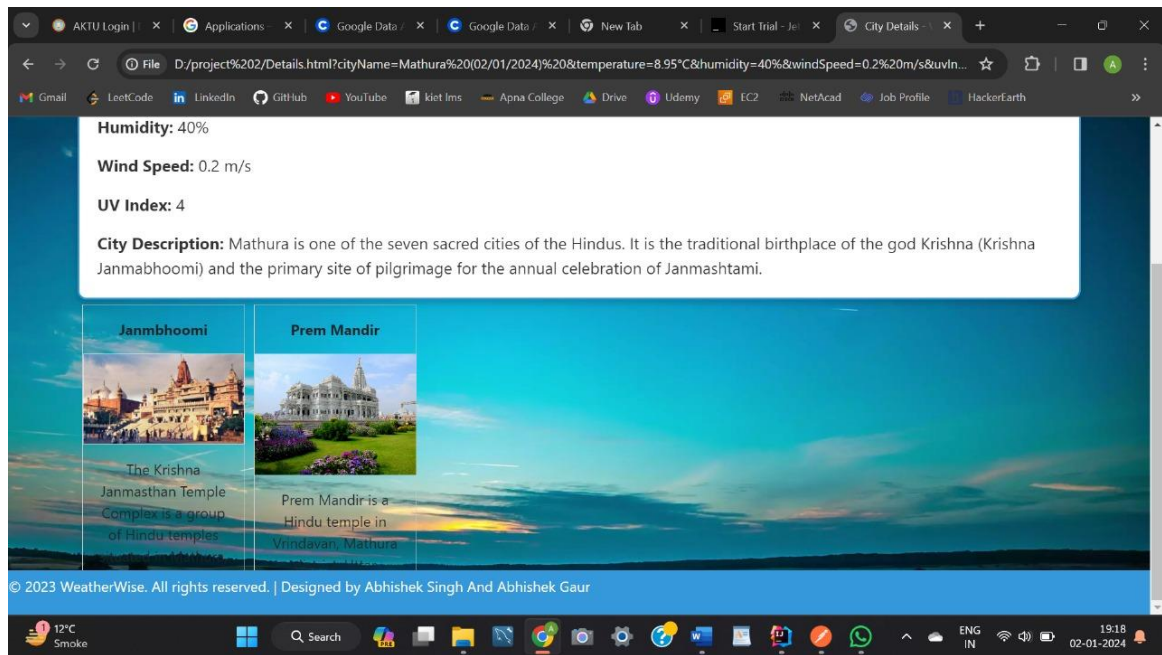 AKTU Login |
Applications -
Google Data /
Google Data /
New Tab
Start Trial - Je
City Details -
File D:/project%202/Details.html?cityName=Mathura%20(02/01/2024)%20&temperature=8.95°C&humidity=40%&windSpeed=0.2%20m/s&uvIn...
A
Gmail LeetCode LinkedIn GitHub YouTube kiet lms Apna College Drive Udemy EC2 NetAcad Job Profile HackerEarth »
Humidity: 40%
Wind Speed: 0.2 m/s
UV Index: 4
City Description: Mathura is one of the seven sacred cities of the Hindus. It is the traditional birthplace of the god Krishna (Krishna
Janmabhoomi) and the primary site of pilgrimage for the annual celebration of Janmashtami.
Janmbhoomi
The Krishna
Janmasthan Temple
Complex is a group
of Hindu temples
Prem Mandir
Prem Mandir is a
Hindu temple in
Vrindavan, Mathura
© 2023 WeatherWise. All rights reserved. | Designed by Abhishek Singh And Abhishek Gaur
1
12°C
Smoke
Search
PRE
ENG
IN
19:18
02-01-2024